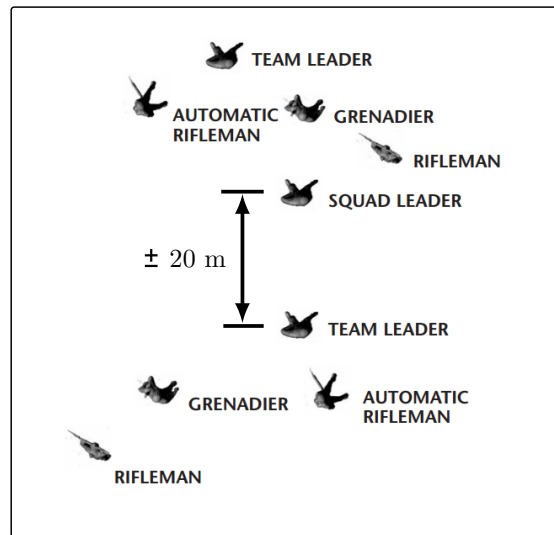 TEAM LEADER
AUTOMATIC
RIFLEMAN
GRENADIER
RIFLEMAN
SQUAD LEADER
± 20 m
TEAM LEADER
GRENADIER
AUTOMATIC
RIFLEMAN
RIFLEMAN